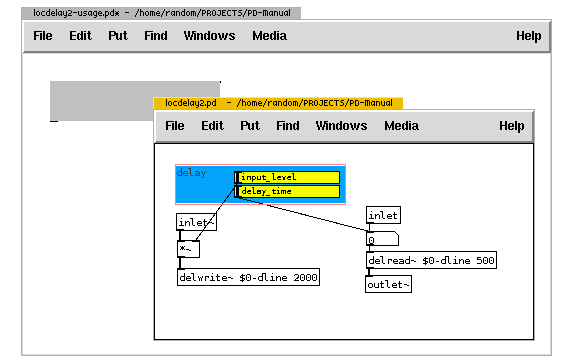 locdelay2-usage.pd* - /home/random/PROJECTS/PD-Manual
File Edit Put Find Windows Media Help
locdelay2.pd - /home/random/PROJECTS/PD-Manual
File Edit Put Find Windows Media Help
delay
input_level
delay_time
inlet~
inlet
*~
0
delread~ $0-dline 500
delwrite~ $0-dline 2000
outlet~